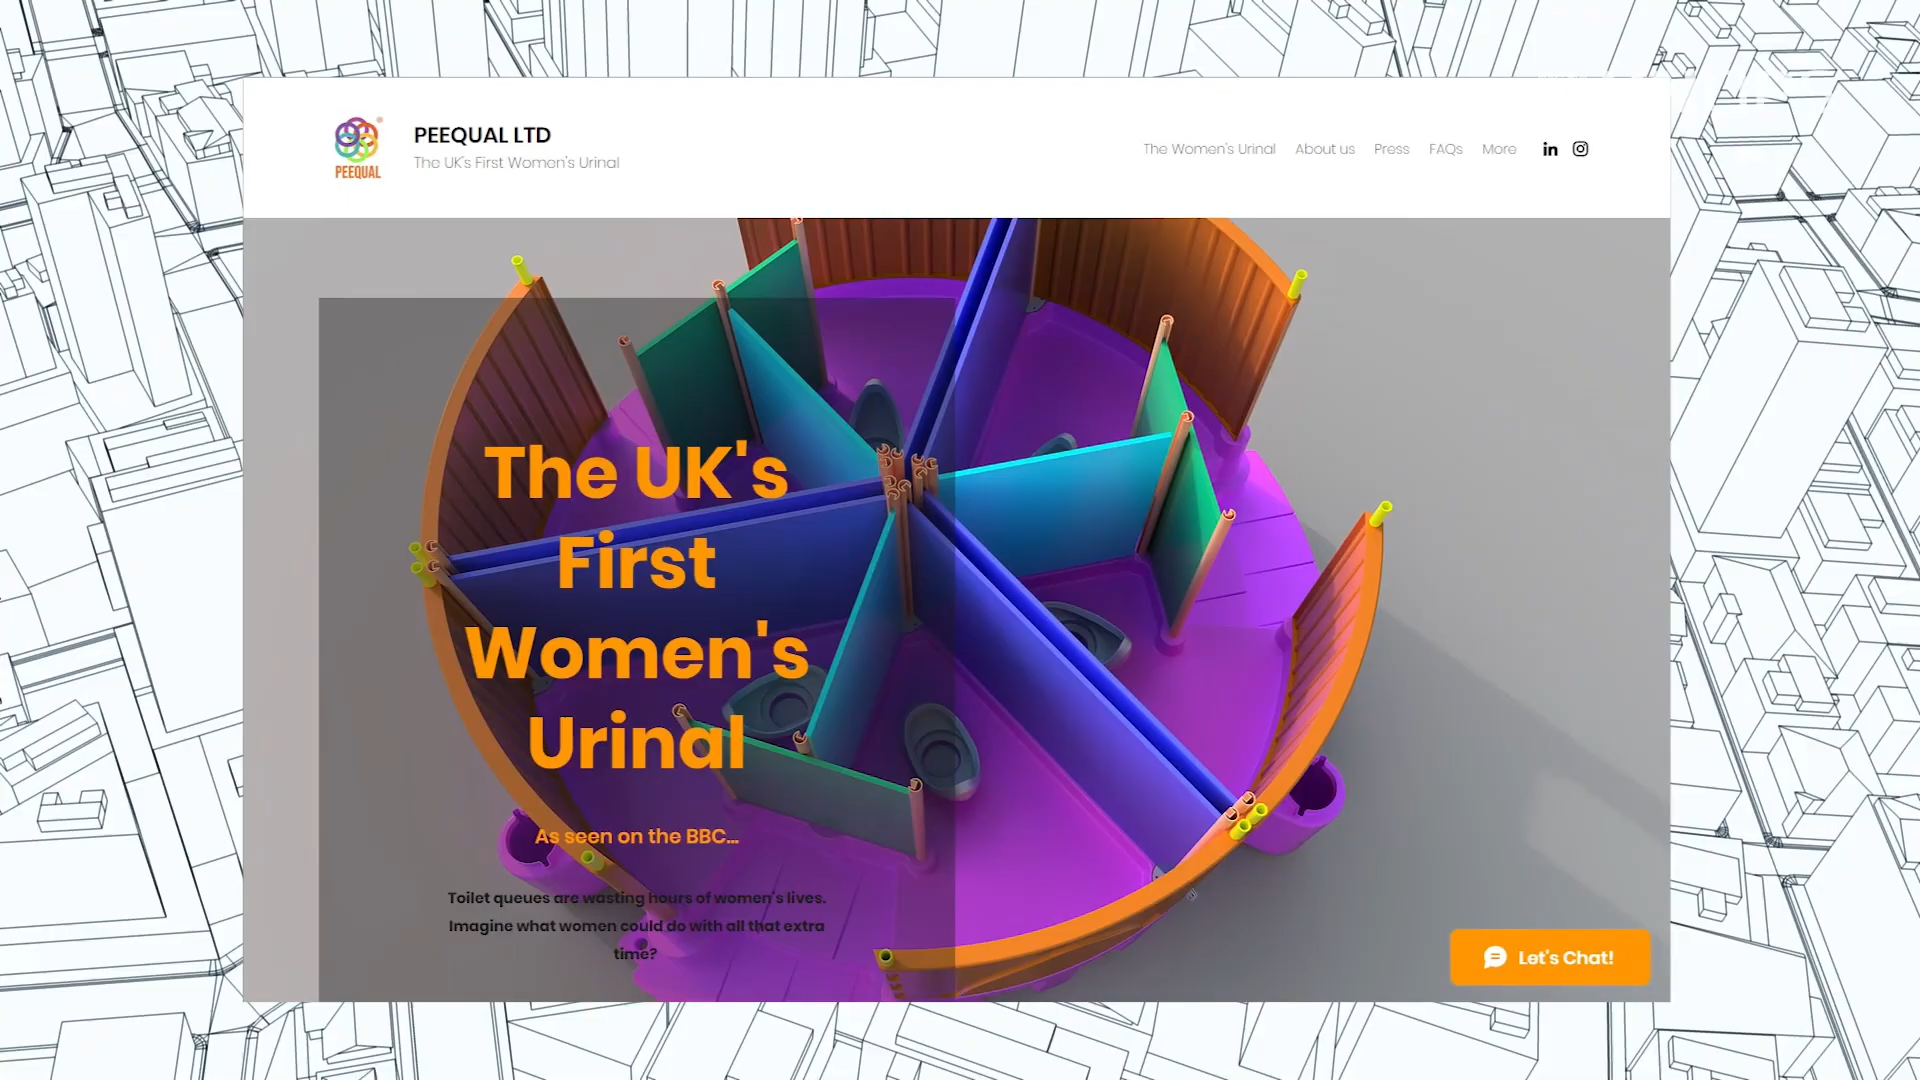 PEEQUAL
PEEQUAL LTD
The UK's First Women's Urinal
The Women's Urinal
About us
Press
FAQs
More
in
The UK's
First
Women's
Urinal
As seen on the BBC...
Toilet queues are wasting hours of women's lives.
Imagine what women could do with all that extra
time?
Let's Chat!